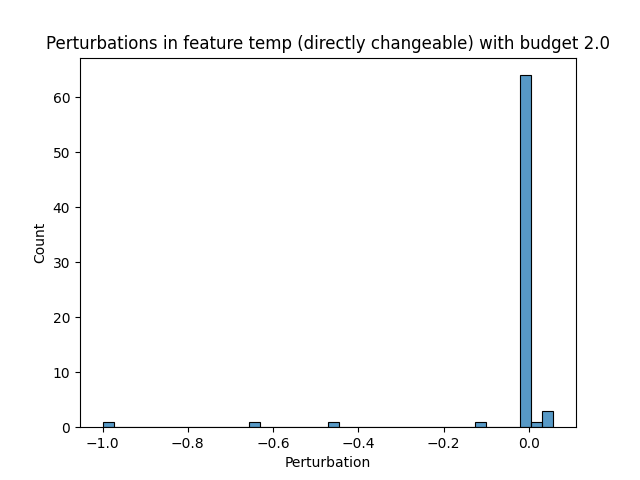 Perturbations in feature temp (directly changeable) with budget 2.0
60
50
40
30
20
10
0
Count
−1.0 −0.8 −0.6 −0.4 −0.2 0.0
Perturbation